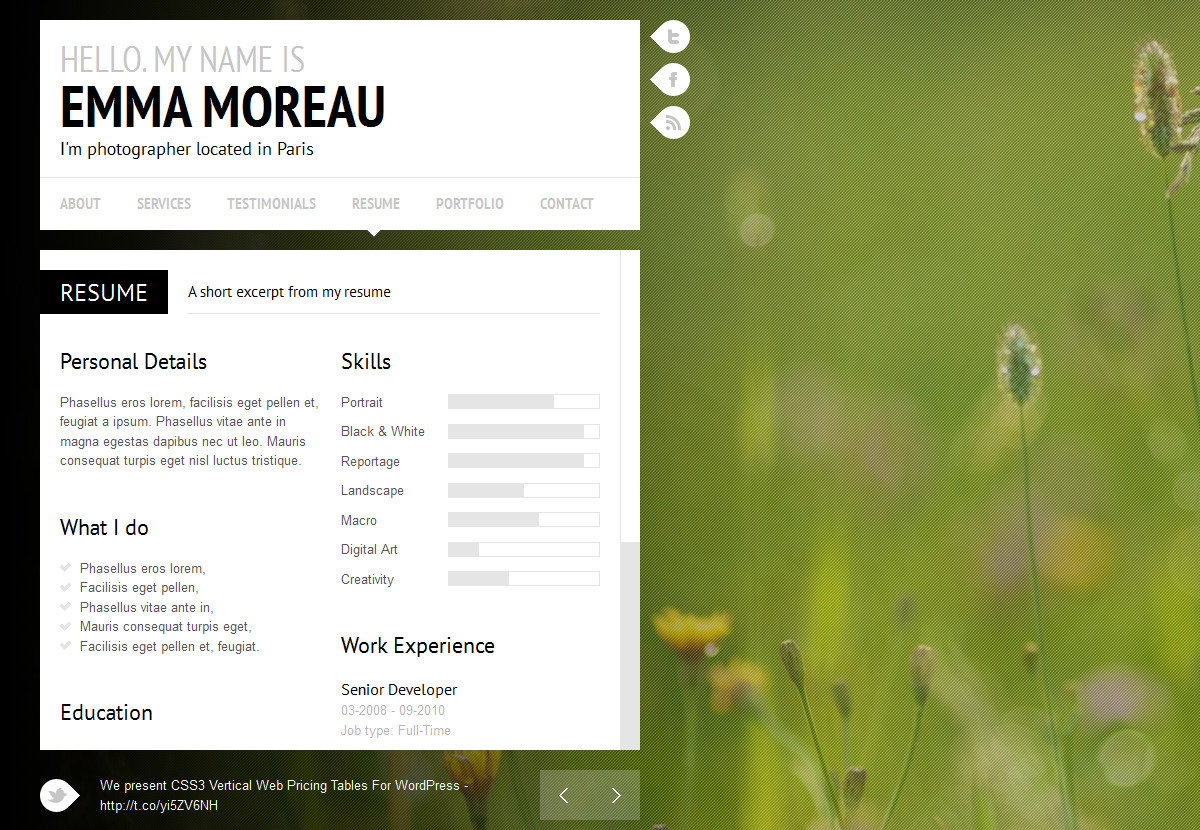 HELLO. MY NAME IS
EMMA MOREAU
I'm photographer located in Paris
ABOUT SERVICES TESTIMONIALS RESUME PORTFOLIO CONTACT
RESUME
A short excerpt from my resume
Personal Details
Phasellus eros lorem, facilisis eget pellen et,
feugiat a ipsum. Phasellus vitae ante in
magna egestas dapibus nec ut leo. Mauris
consequat turpis eget nisl luctus tristique.
What I do
Phasellus eros lorem,
Facilisis eget pellen,
Phasellus vitae ante in,
Mauris consequat turpis eget,
Facilisis eget pellen et, feugiat.
Education
Skills
Portrait
Black & White
Reportage
Landscape
Macro
Digital Art
Creativity
Work Experience
Senior Developer
03-2008 - 09-2010
Job type: Full-Time
We present CSS3 Vertical Web Pricing Tables For WordPress -
http://t.co/yi5ZV6NH